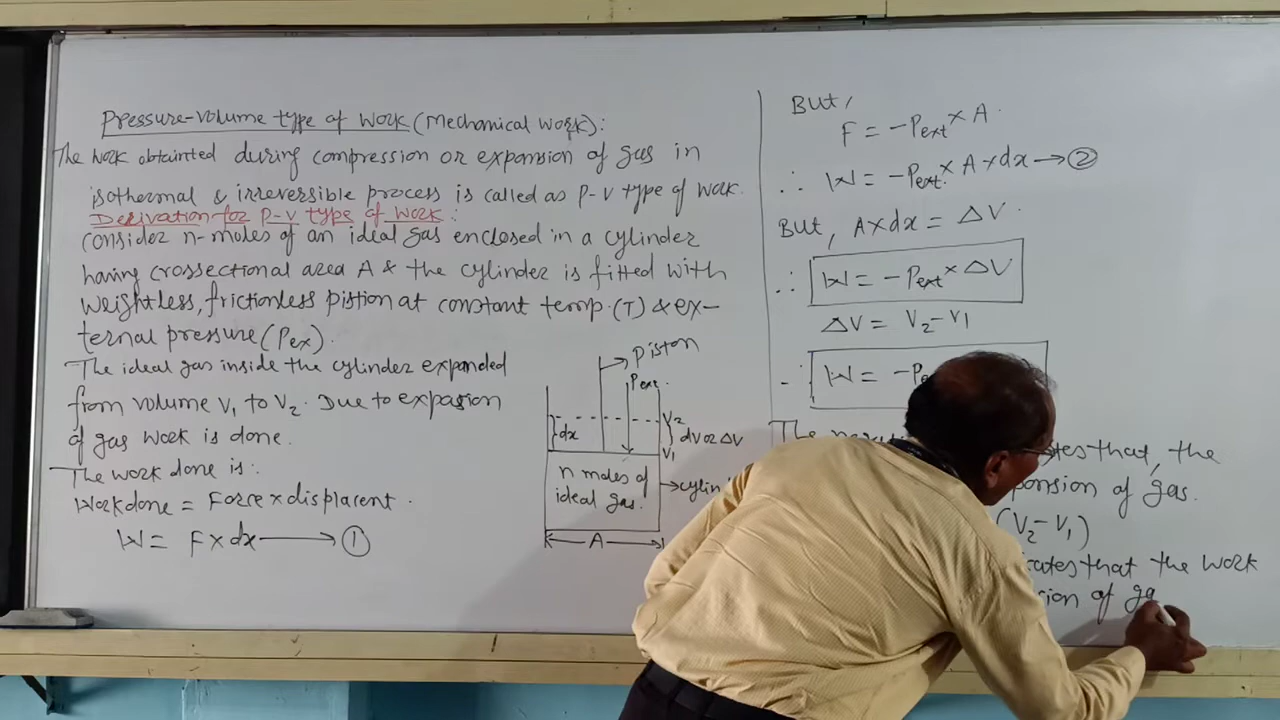 Pressure-volume type of work (Mechanical work):
The work obtainted during compression or expansion of gas in
isothermal & irreversible process is called as P-V type of work.
Derivation for P-V type of work:
Consider n-moles of an ideal gas enclosed in a cylinder
having crossectional area A & the cylinder is fitted with
weightless, frictionless pistion at constant temp. (T) & ex-
ternal pressure (Pex).
The ideal gas inside the cylinder expanded
from volume V1 to V2. Due to expasion
of gas work is done.
The work done is:
Workdone = Force × displacent.
W = F × dx → ①
piston
Pext.
V2
dx
dV or ΔV
V1
n moles of
ideal gas.
→ cylin
A
But,
F = -Pext × A.
∴ W = -Pext. × A × dx → ②
But, A × dx = ΔV.
∴ W = -Pext × ΔV
ΔV = V2 - V1
∴ W = -P
The
that, the
of gas.
(V2 - V1)
that the work
of ga